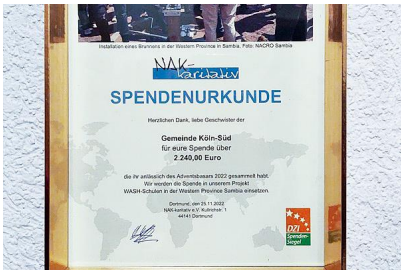 Installation eines Brunnens in der Western Province in Sambia. Foto: NACRO Sambia
NAK-
karitativ
SPENDENURKUNDE
Herzlichen Dank, liebe Geschwister der
Gemeinde Köln-Süd
für eure Spende über
2.240,00 Euro
die ihr anlässlich des Adventsbasars 2022 gesammelt habt.
Wir werden die Spende in unserem Projekt
WASH-Schulen in der Western Province Sambia einsetzen.
Dortmund, den 25.11.2022
NAK-karitativ e.V. Kullrichstr. 1
44141 Dortmund
DZI
Spenden-
Siegel